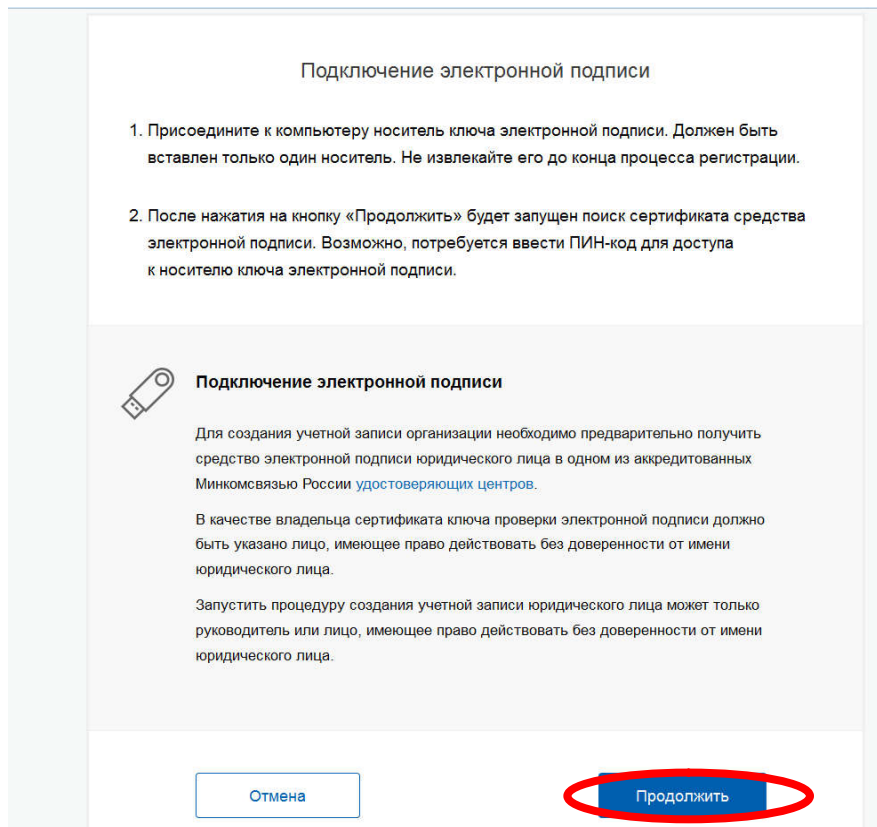 Подключение электронной подписи
1. Присоедините к компьютеру носитель ключа электронной подписи. Должен быть
вставлен только один носитель. Не извлекайте его до конца процесса регистрации.
2. После нажатия на кнопку «Продолжить» будет запущен поиск сертификата средства
электронной подписи. Возможно, потребуется ввести ПИН-код для доступа
к носителю ключа электронной подписи.
Подключение электронной подписи
Для создания учетной записи организации необходимо предварительно получить
средство электронной подписи юридического лица в одном из аккредитованных
Минкомсвязью России удостоверяющих центров.
В качестве владельца сертификата ключа проверки электронной подписи должно
быть указано лицо, имеющее право действовать без доверенности от имени
юридического лица.
Запустить процедуру создания учетной записи юридического лица может только
руководитель или лицо, имеющее право действовать без доверенности от имени
юридического лица.
Отмена
Продолжить